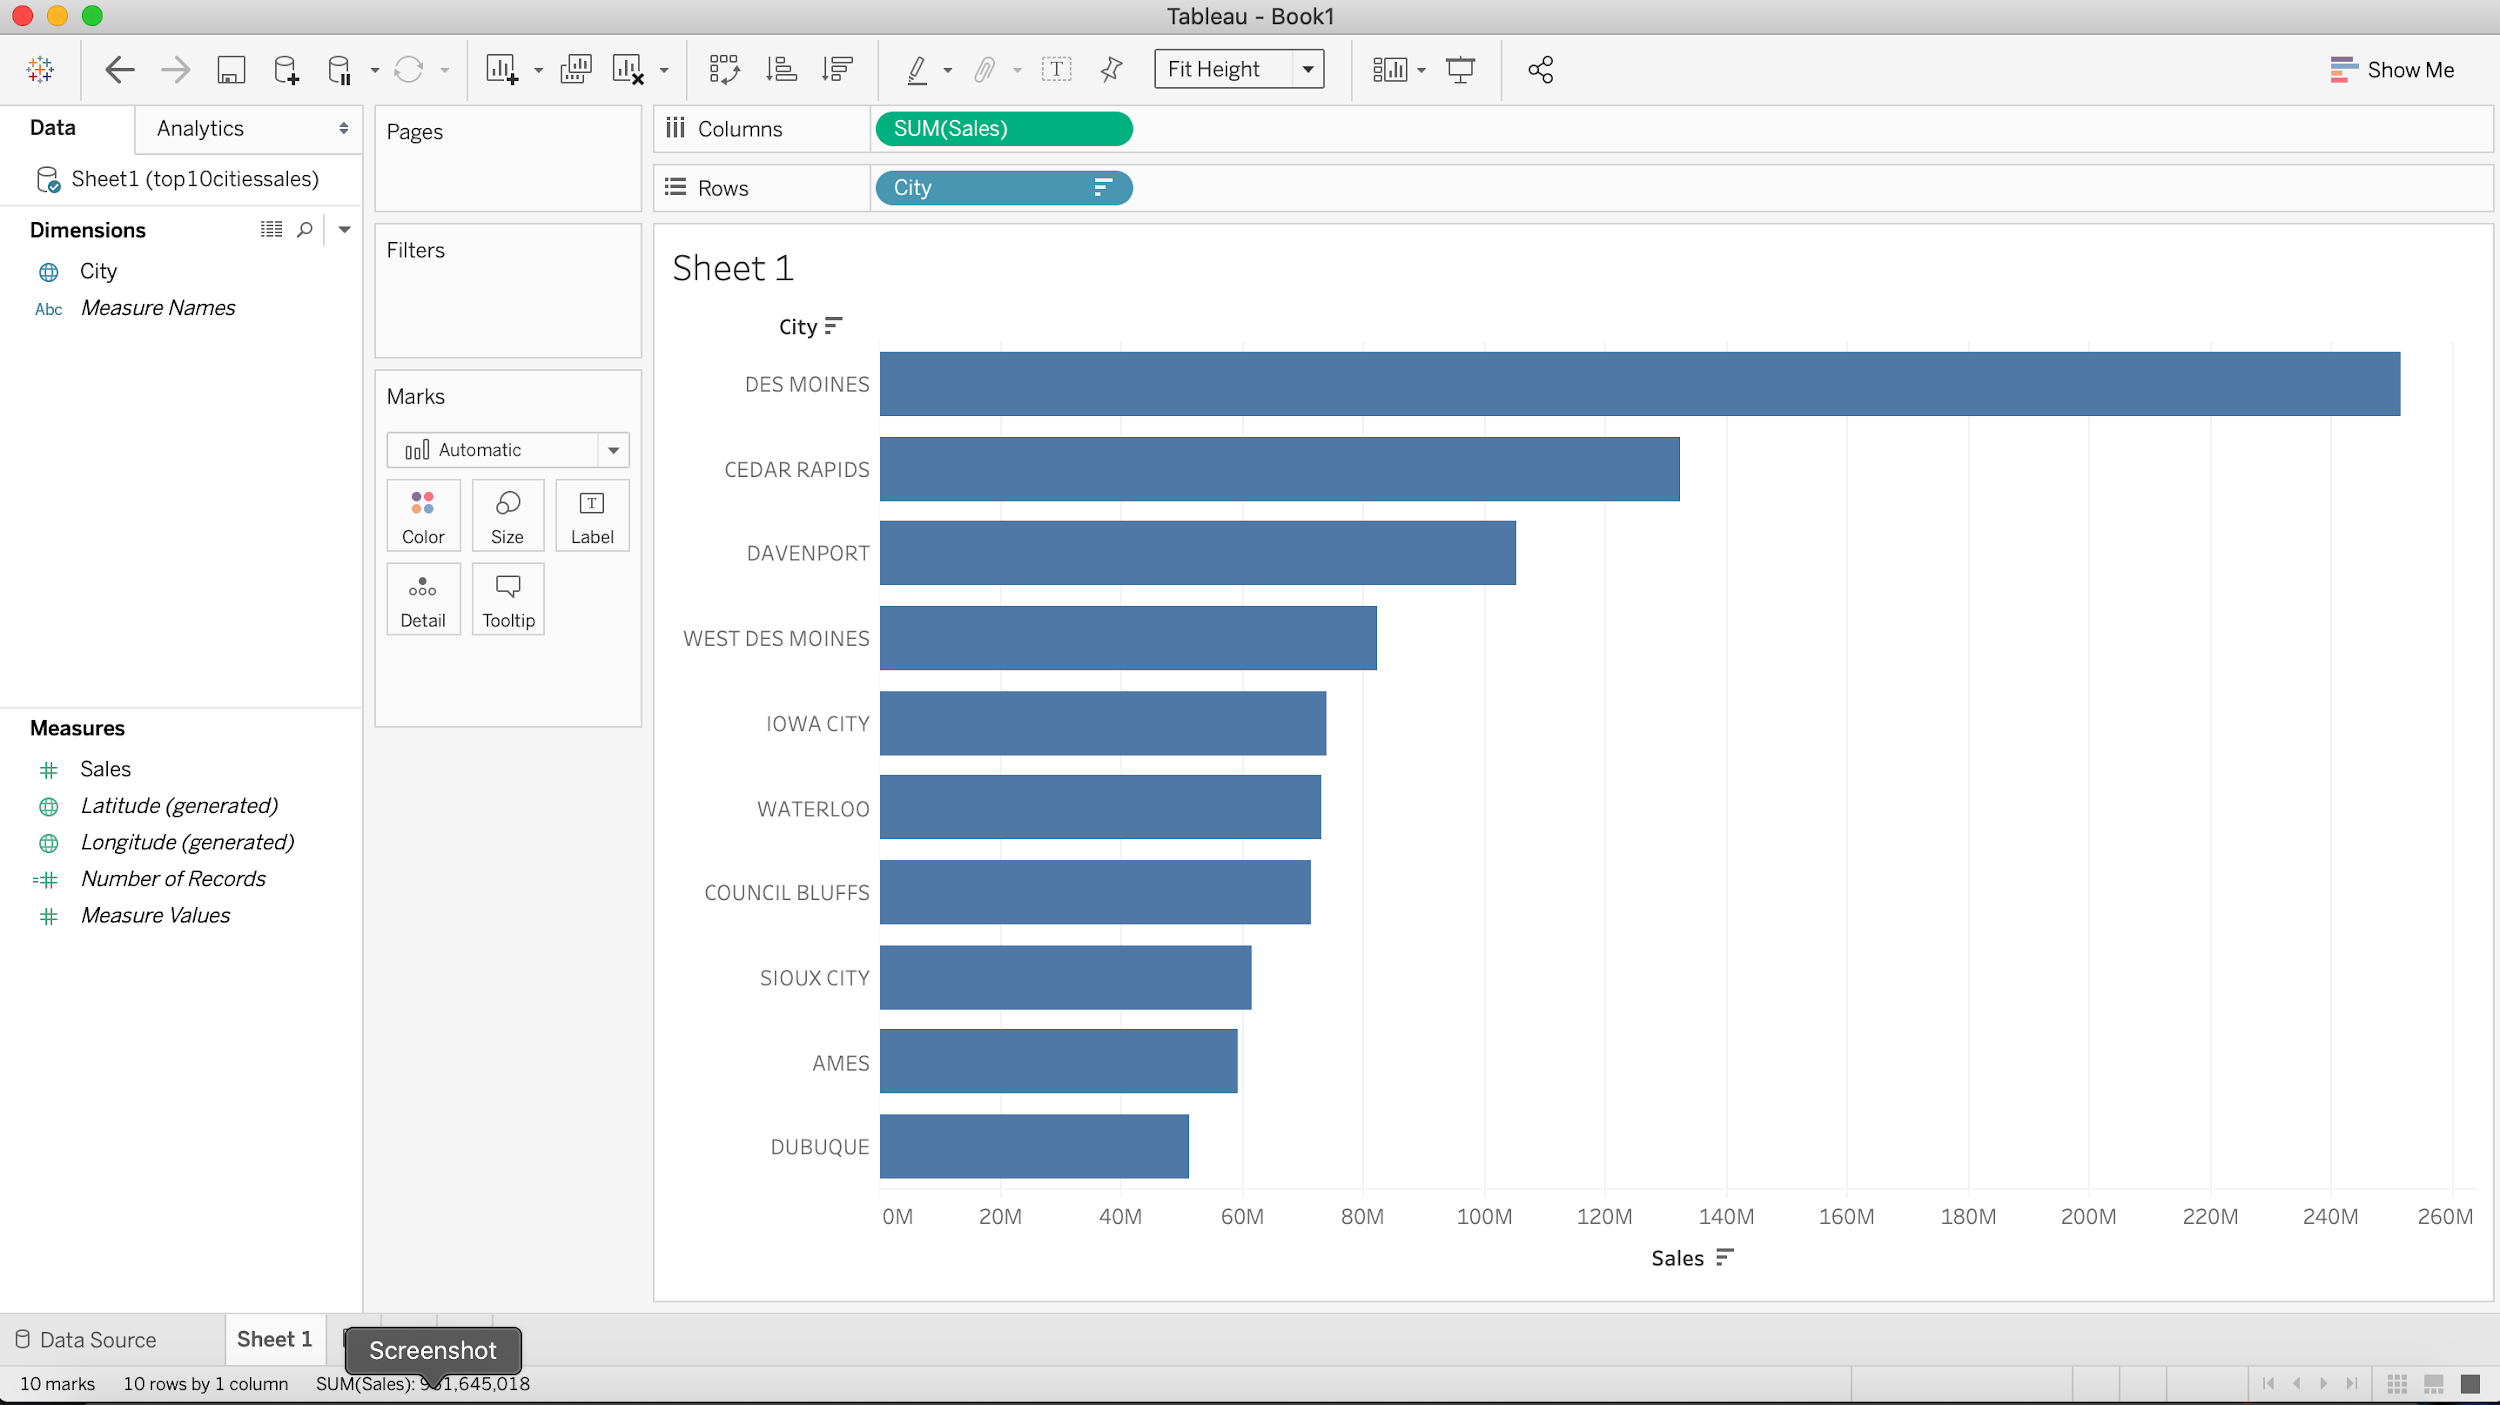 Tableau - Book1
Fit Height
Show Me
Data
Analytics
Sheet1 (top10citiessales)
Dimensions
City
Abc Measure Names
Measures
Sales
Latitude (generated)
Longitude (generated)
Number of Records
Measure Values
Pages
Filters
Marks
Automatic
Color
Size
T
Label
Detail
Tooltip
Columns
SUM(Sales)
Rows
City
Sheet 1
City
DES MOINES
CEDAR RAPIDS
DAVENPORT
WEST DES MOINES
IOWA CITY
WATERLOO
COUNCIL BLUFFS
SIOUX CITY
AMES
DUBUQUE
0M 20M 40M 60M 80M 100M 120M 140M 160M 180M 200M 220M 240M 260M
Sales
Data Source
Sheet 1
Screenshot
10 marks 10 rows by 1 column SUM(Sales):